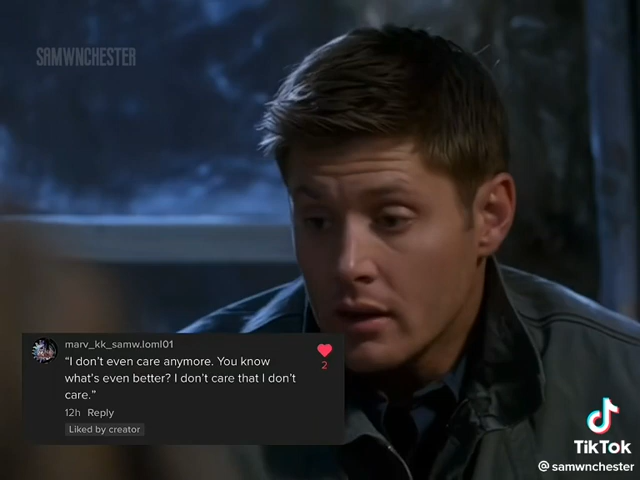 SAMWNCHESTER
marv_kk_samw.loml01
“I don't even care anymore. You know
what's even better? I don't care that I don't
care.”
2
12h Reply
Liked by creator
TikTok
@samwnchester